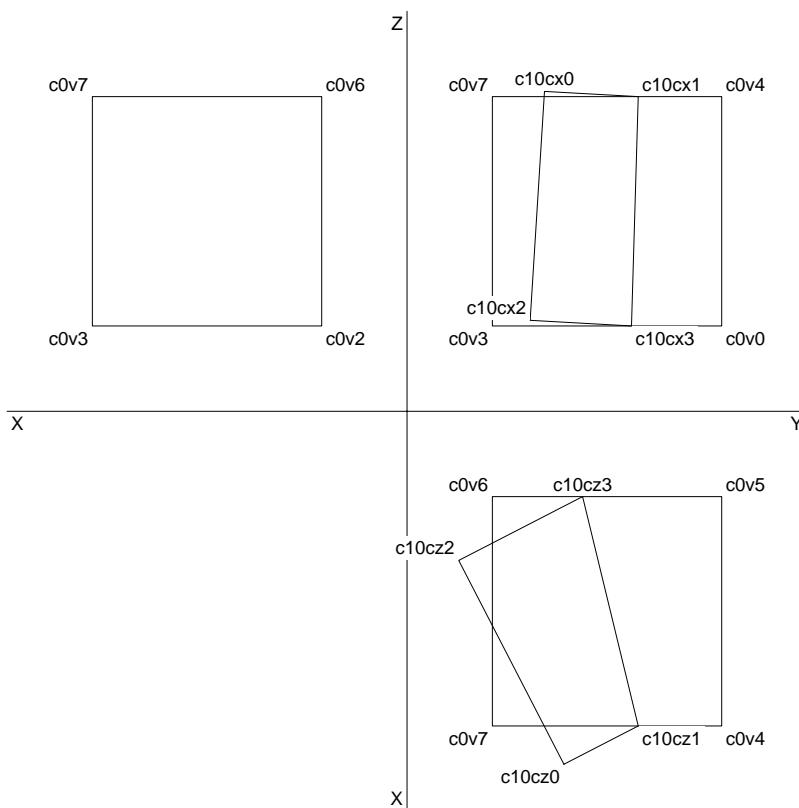 Z
c0v7 c0v6 c0v7 c10cx0 c10cx1 c0v4
c10cx2
c0v3 c0v2 c0v3 c10cx3 c0v0
X Y
c0v6 c10cz3 c0v5
c10cz2
c0v7 c10cz1 c0v4
c10cz0
X